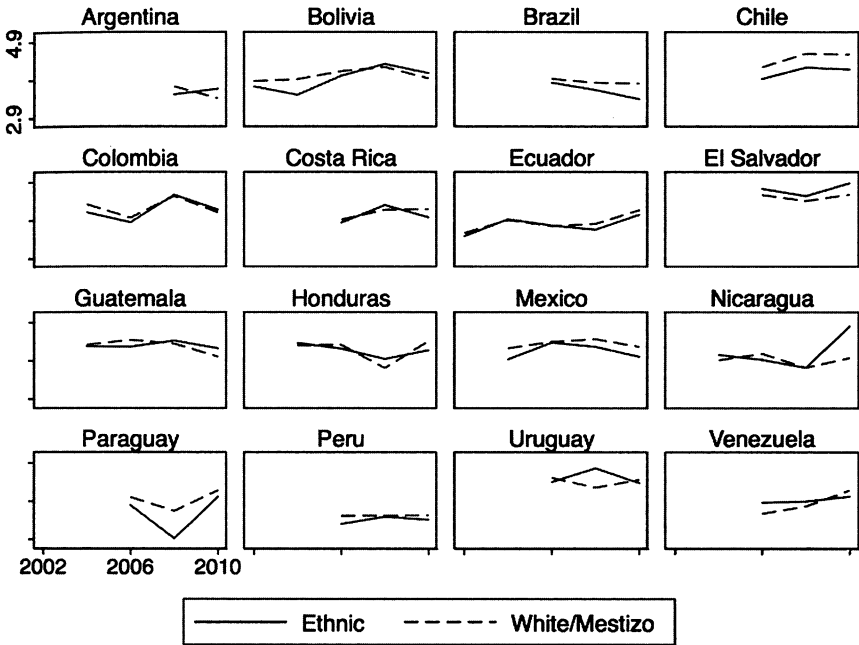 Argentina Bolivia Brazil Chile
4.9
2.9
Colombia Costa Rica Ecuador El Salvador
Guatemala Honduras Mexico Nicaragua
Paraguay Peru Uruguay Venezuela
2002 2006 2010
Ethnic White/Mestizo